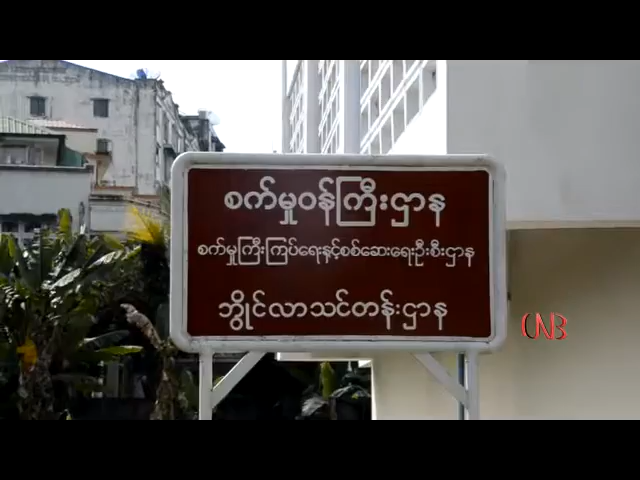 စက်မှုဝန်ကြီးဌာန
စက်မှုကြီးကြပ်ရေးနှင့်စစ်ဆေးရေးဦးစီးဌာန
ဘွိုင်လာသင်တန်းဌာန
CNB